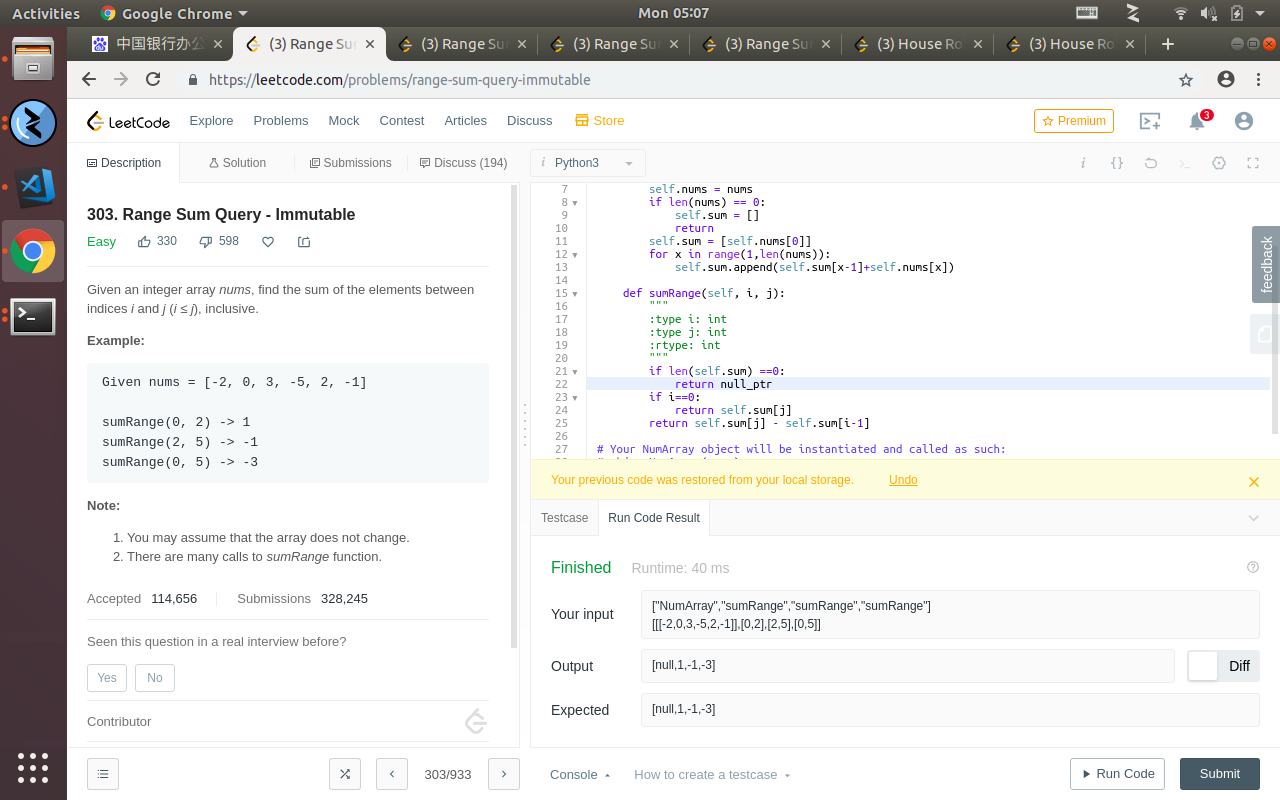 Activities
Google Chrome
Mon 05:07
中国银行办公
(3) Range Sur
(3) Range Sur
(3) Range Sur
(3) Range Sur
(3) House Ro
(3) House Ro
https://leetcode.com/problems/range-sum-query-immutable
LeetCode
Explore
Problems
Mock
Contest
Articles
Discuss
Store
Premium
3
Description
Solution
Submissions
Discuss (194)
Python3
303. Range Sum Query - Immutable
Easy
330
598
Given an integer array nums, find the sum of the elements between
indices i and j (i ≤ j), inclusive.
Example:
Given nums = [-2, 0, 3, -5, 2, -1]
sumRange(0, 2) -> 1
sumRange(2, 5) -> -1
sumRange(0, 5) -> -3
Note:
1. You may assume that the array does not change.
2. There are many calls to sumRange function.
Accepted 114,656
Submissions 328,245
Seen this question in a real interview before?
Yes
No
Contributor
303/933
7 self.nums = nums
8 if len(nums) == 0:
9 self.sum = []
10 return
11 self.sum = [self.nums[0]]
12 for x in range(1,len(nums)):
13 self.sum.append(self.sum[x-1]+self.nums[x])
14
15 def sumRange(self, i, j):
16 """
17 :type i: int
18 :type j: int
19 :rtype: int
20 """
21 if len(self.sum) ==0:
22 return null_ptr
23 if i==0:
24 return self.sum[j]
25 return self.sum[j] - self.sum[i-1]
26
27 # Your NumArray object will be instantiated and called as such:
feedback
Your previous code was restored from your local storage.
Undo
Testcase
Run Code Result
Finished
Runtime: 40 ms
Your input
["NumArray","sumRange","sumRange","sumRange"]
[[[-2,0,3,-5,2,-1]],[0,2],[2,5],[0,5]]
Output
[null,1,-1,-3]
Diff
Expected
[null,1,-1,-3]
Console
How to create a testcase
Run Code
Submit